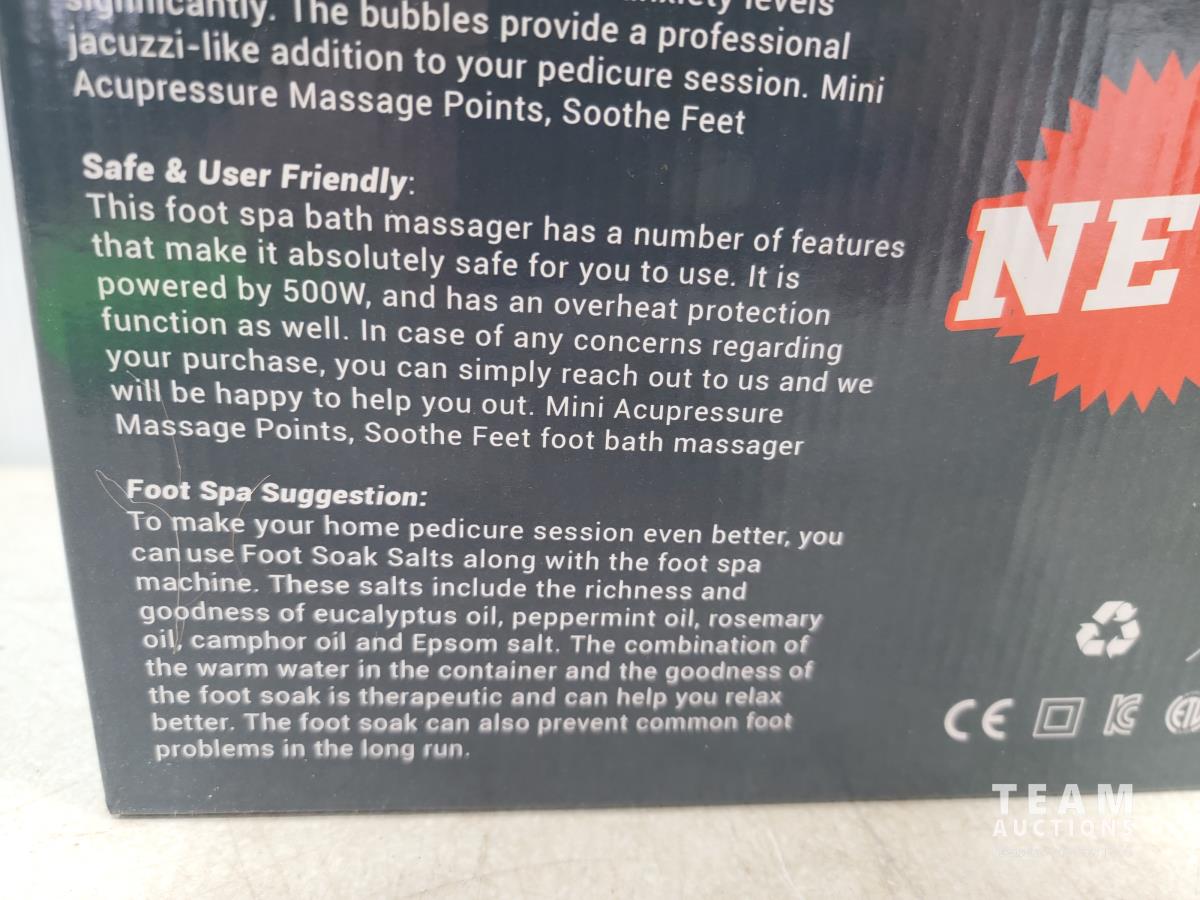 significantly. The bubbles provide a professional
jacuzzi-like addition to your pedicure session. Mini
Acupressure Massage Points, Soothe Feet
Safe & User Friendly:
This foot spa bath massager has a number of features
that make it absolutely safe for you to use. It is
powered by 500W, and has an overheat protection
function as well. In case of any concerns regarding
your purchase, you can simply reach out to us and we
will be happy to help you out. Mini Acupressure
Massage Points, Soothe Feet foot bath massager
Foot Spa Suggestion:
To make your home pedicure session even better, you
can use Foot Soak Salts along with the foot spa
machine. These salts include the richness and
goodness of eucalyptus oil, peppermint oil, rosemary
oil, camphor oil and Epsom salt. The combination of
the warm water in the container and the goodness of
the foot soak is therapeutic and can help you relax
better. The foot soak can also prevent common foot
problems in the long run.
NE
CE
TEAM
AUCTIONS